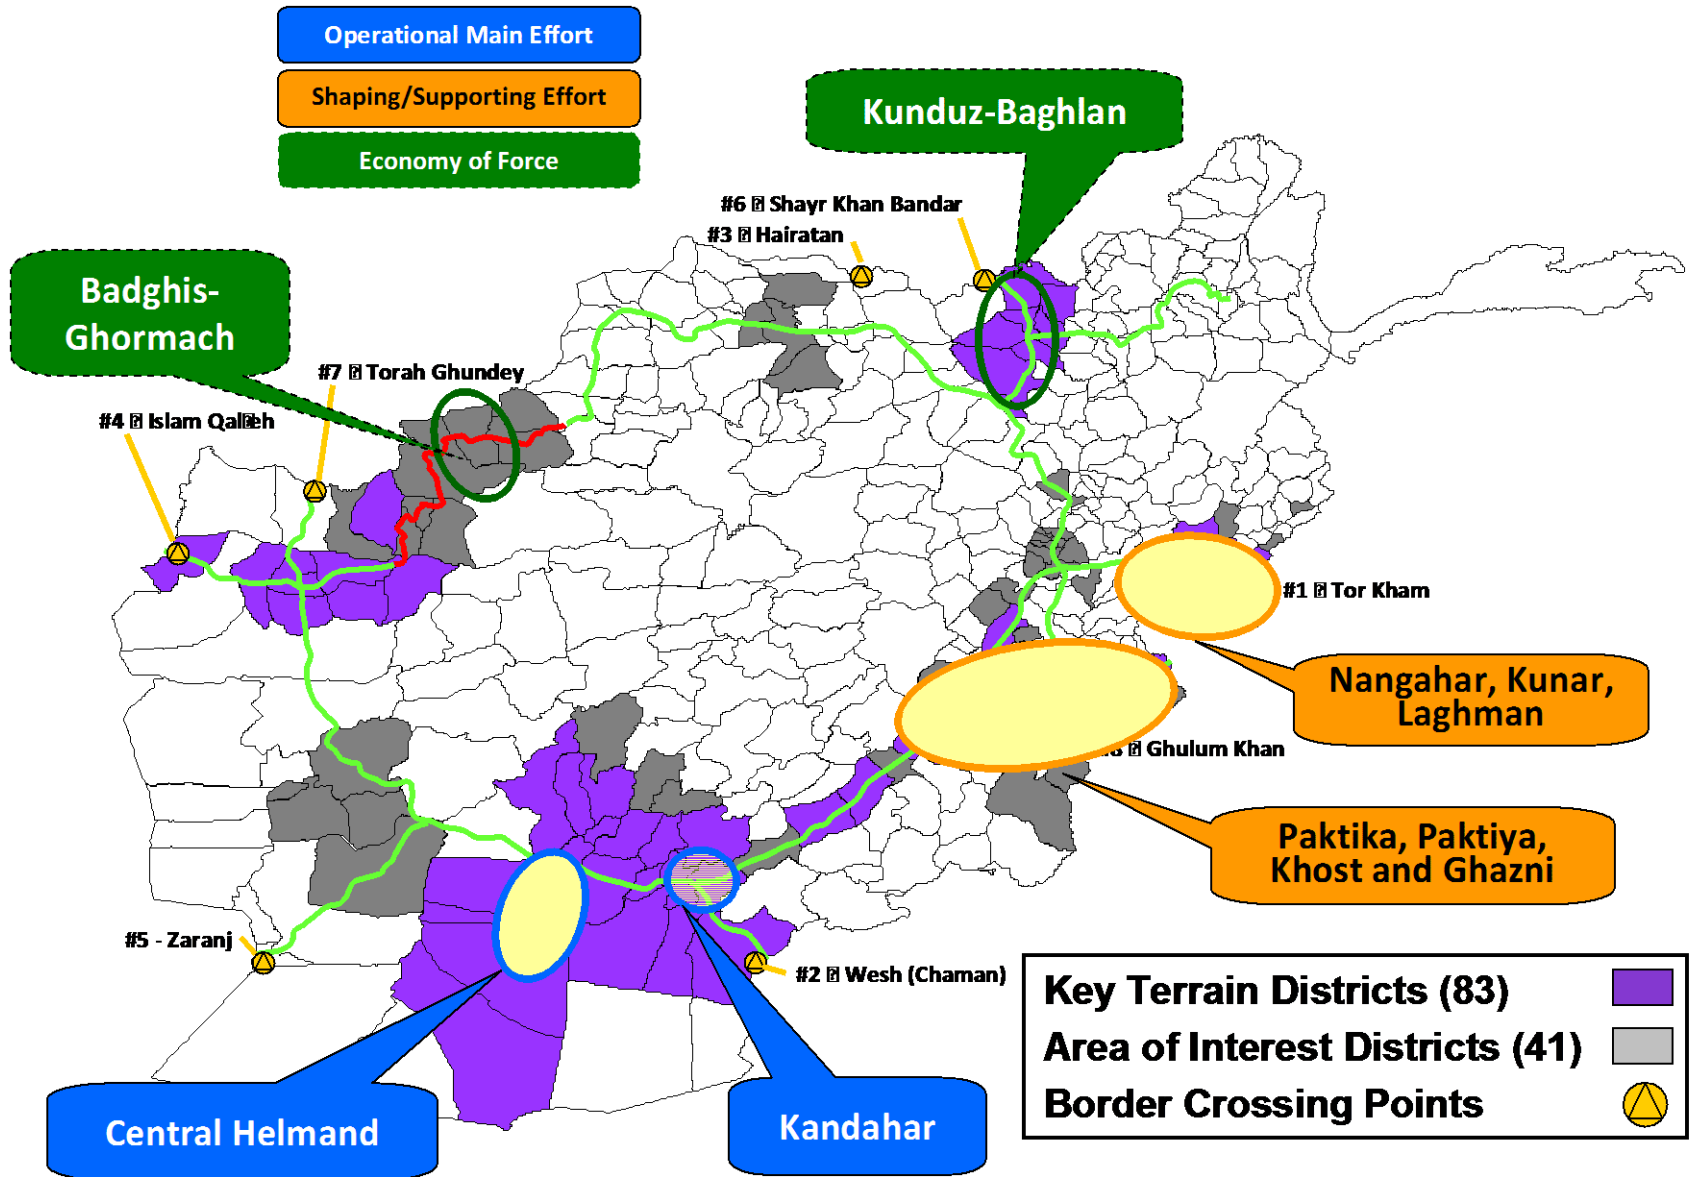 Operational Main Effort
Shaping/Supporting Effort
Economy of Force
Kunduz-Baghlan
#6 Shayr Khan Bandar
#3 Hairatan
Badghis-
Ghormach
#7 Torah Ghundey
#4 Islam
#1 Tor Kham
Nangahar, Kunar,
Laghman
Ghulum Khan
Paktika, Paktiya,
Khost and Ghazni
#5 - Zaranj
#2 Wesh (Chaman)
Central Helmand
Kandahar
Key Terrain Districts (83)
Area of Interest Districts (41)
Border Crossing Points